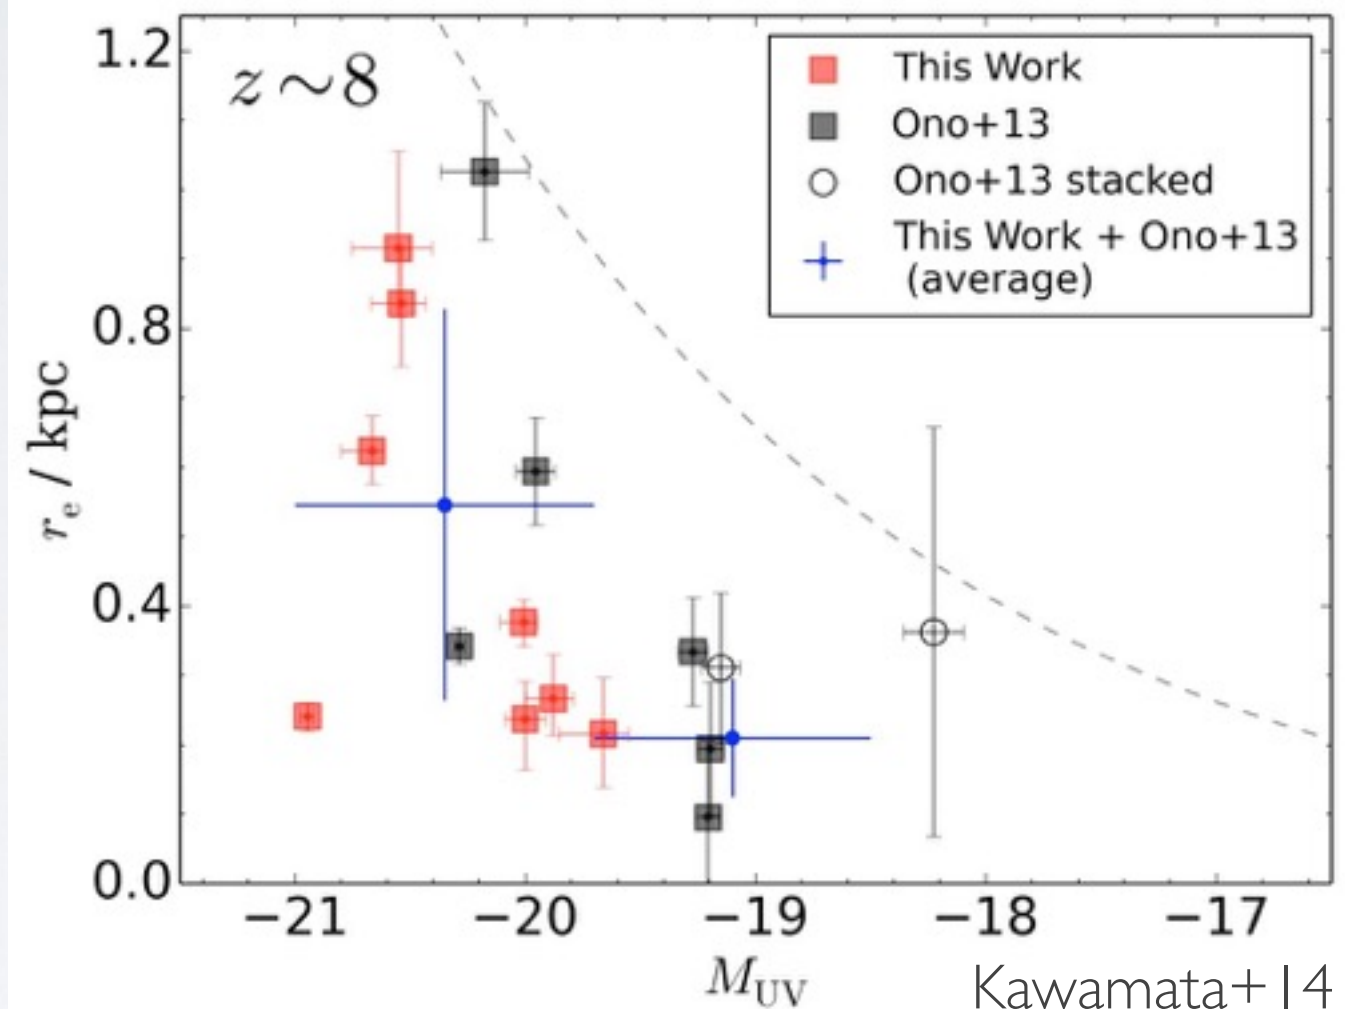 z~8
This Work
Ono+13
Ono+13 stacked
This Work + Ono+13
(average)
1.2
0.8
0.4
0.0
r_e / kpc
−21 −20 −19 −18 −17
M_UV
Kawamata+14